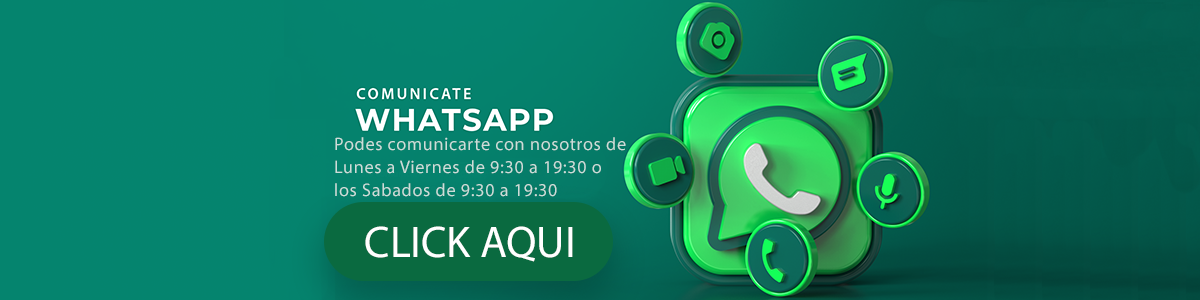 COMUNICATE
WHATSAPP
Podes comunicarte con nosotros de
Lunes a Viernes de 9:30 a 19:30 o
los Sabados de 9:30 a 19:30
CLICK AQUI